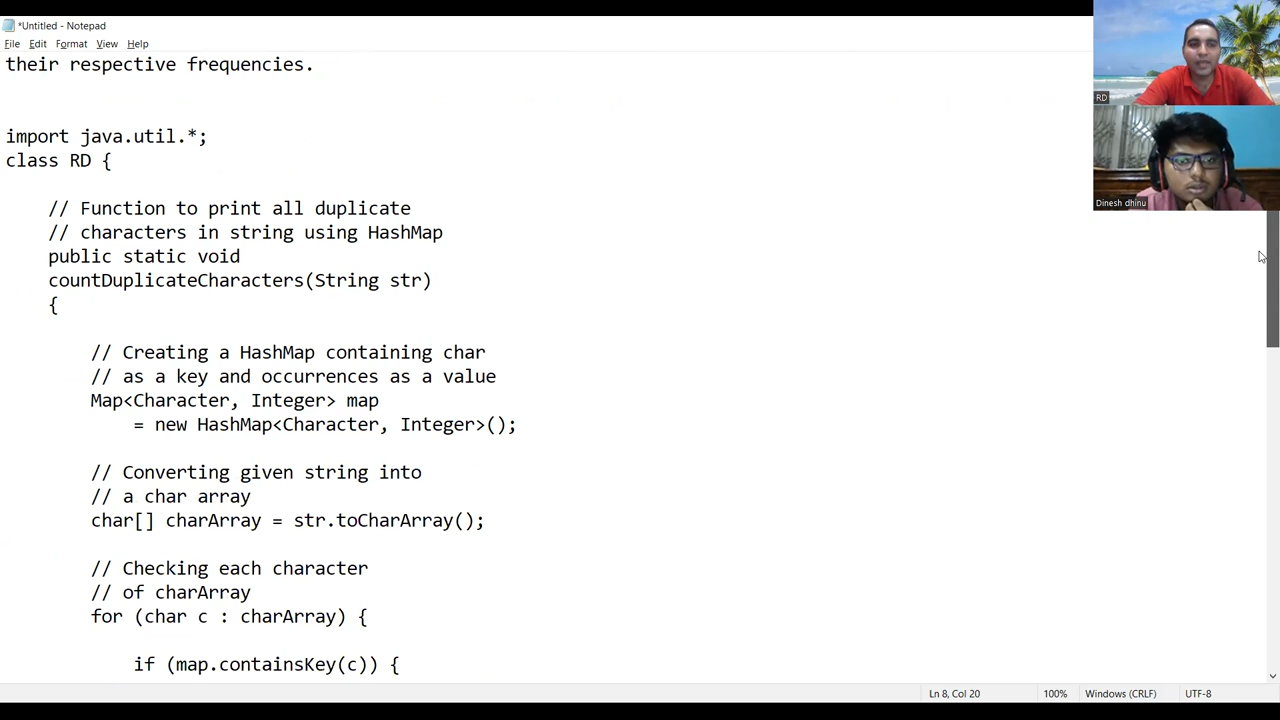 *Untitled - Notepad
File Edit Format View Help
their respective frequencies.
import java.util.*;
class RD {
// Function to print all duplicate
// characters in string using HashMap
public static void
countDuplicateCharacters(String str)
{
// Creating a HashMap containing char
// as a key and occurrences as a value
Map<Character, Integer> map
= new HashMap<Character, Integer>();
// Converting given string into
// a char array
char[] charArray = str.toCharArray();
// Checking each character
// of charArray
for (char c : charArray) {
if (map.containsKey(c)) {
RD
Dinesh dhinu
Ln 8, Col 20 100% Windows (CRLF) UTF-8